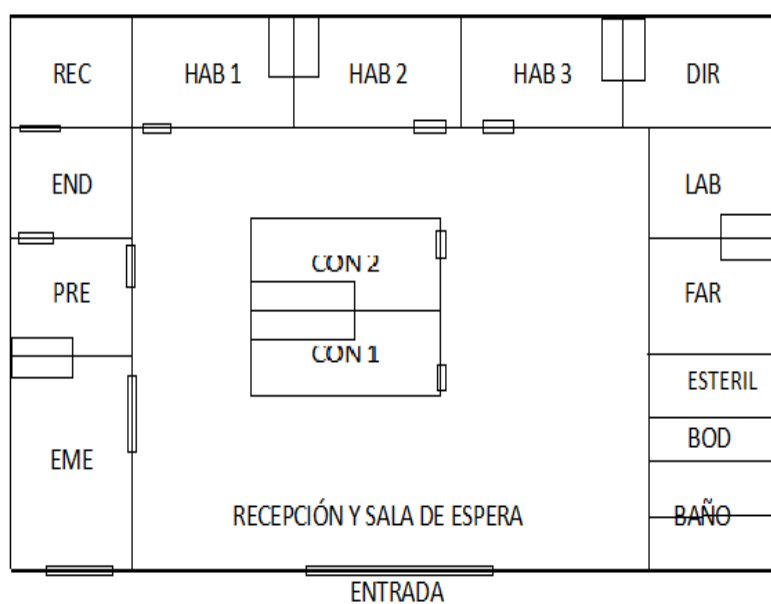 REC
HAB 1
HAB 2
HAB 3
DIR
END
LAB
CON 2
PRE
FAR
CON 1
ESTERIL
BOD
EME
RECEPCIÓN Y SALA DE ESPERA
BAÑO
ENTRADA